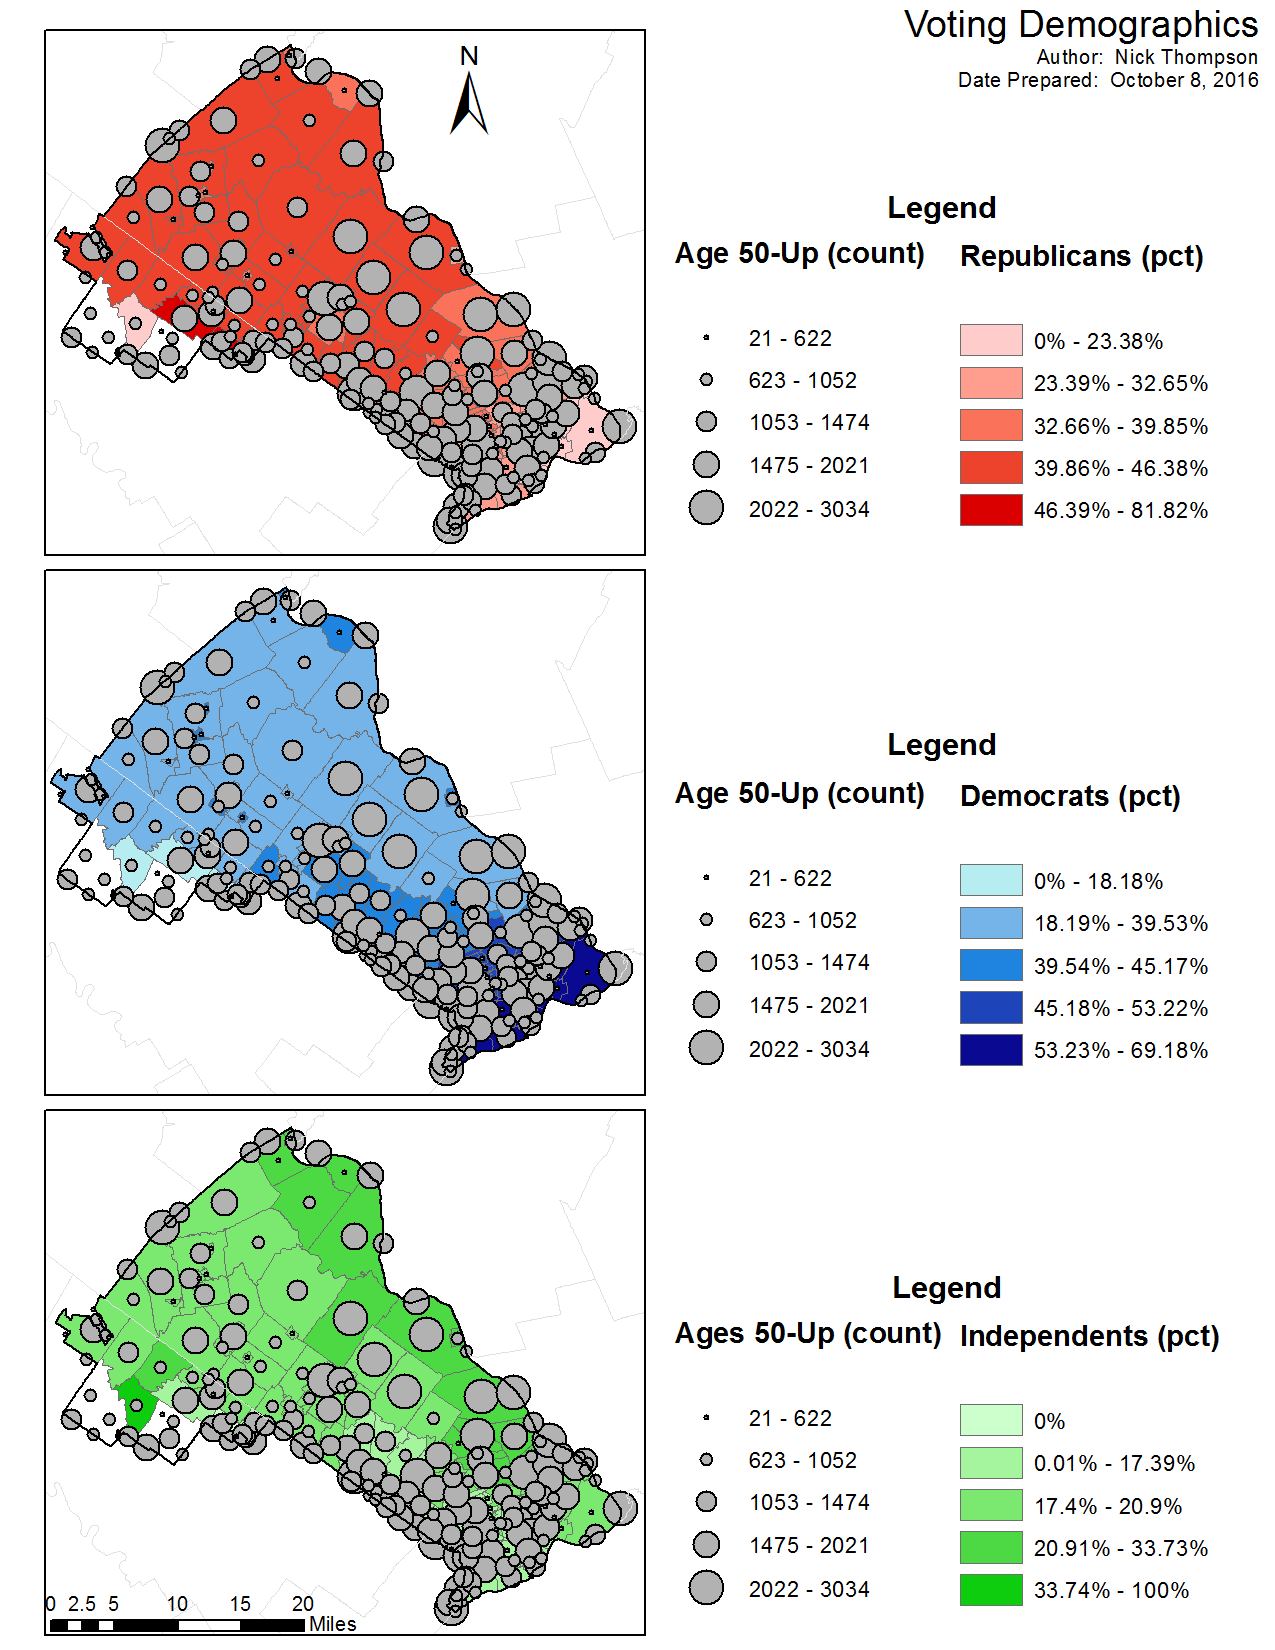 Voting Demographics
Author: Nick Thompson
Date Prepared: October 8, 2016
N
Legend
Age 50-Up (count) Republicans (pct)
21 - 622 0% - 23.38%
623 - 1052 23.39% - 32.65%
1053 - 1474 32.66% - 39.85%
1475 - 2021 39.86% - 46.38%
2022 - 3034 46.39% - 81.82%
Legend
Age 50-Up (count) Democrats (pct)
21 - 622 0% - 18.18%
623 - 1052 18.19% - 39.53%
1053 - 1474 39.54% - 45.17%
1475 - 2021 45.18% - 53.22%
2022 - 3034 53.23% - 69.18%
Legend
Ages 50-Up (count) Independents (pct)
21 - 622 0%
623 - 1052 0.01% - 17.39%
1053 - 1474 17.4% - 20.9%
1475 - 2021 20.91% - 33.73%
2022 - 3034 33.74% - 100%
0 2.5 5 10 15 20
Miles